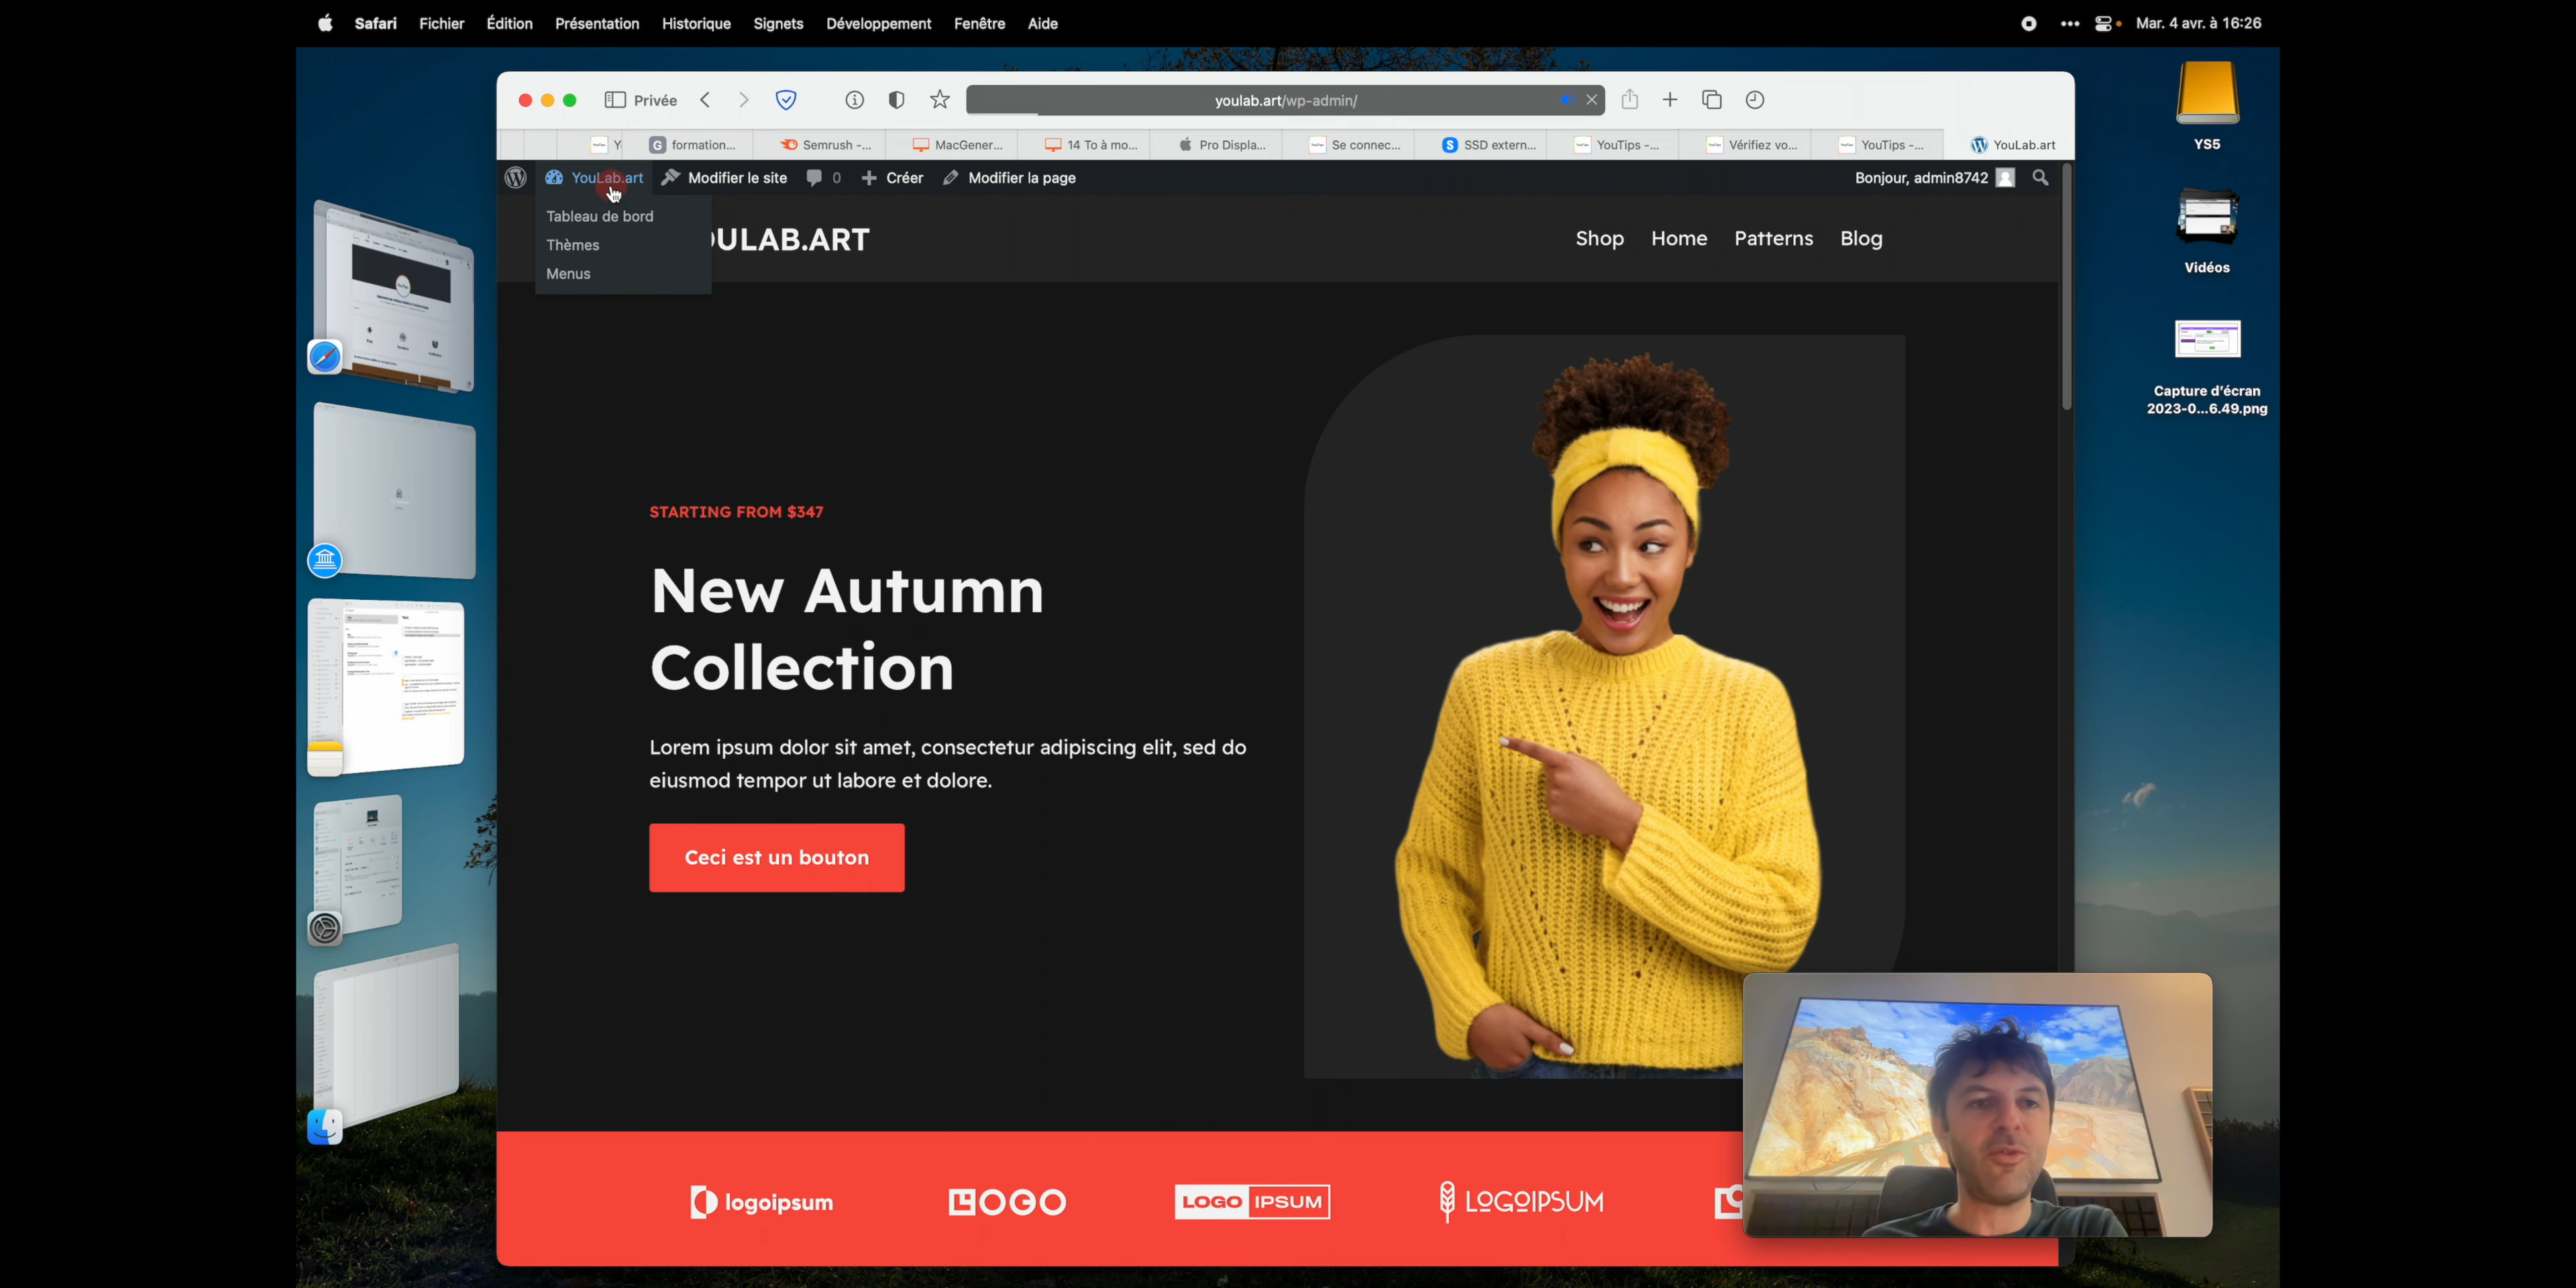 Safari Fichier Édition Présentation Historique Signets Développement Fenêtre Aide
Mar. 4 avr. à 16:26
Privée
youlab.art/wp-admin/
Y
formation...
Semrush -...
MacGener...
14 To à mo...
Pro Displa...
Se connec...
SSD extern...
YouTips -...
Vérifiez vo...
YouTips -...
YouLab.art
YouLab.art Modifier le site 0 Créer Modifier la page
Bonjour, admin8742
Tableau de bord
Thèmes
Menus
OULAB.ART
Shop Home Patterns Blog
STARTING FROM $347
New Autumn
Collection
Lorem ipsum dolor sit amet, consectetur adipiscing elit, sed do
eiusmod tempor ut labore et dolore.
Ceci est un bouton
logoipsum
LOGO
LOGO IPSUM
LOGOIPSUM
YS5
Vidéos
Capture d'écran
2023-0...6.49.png